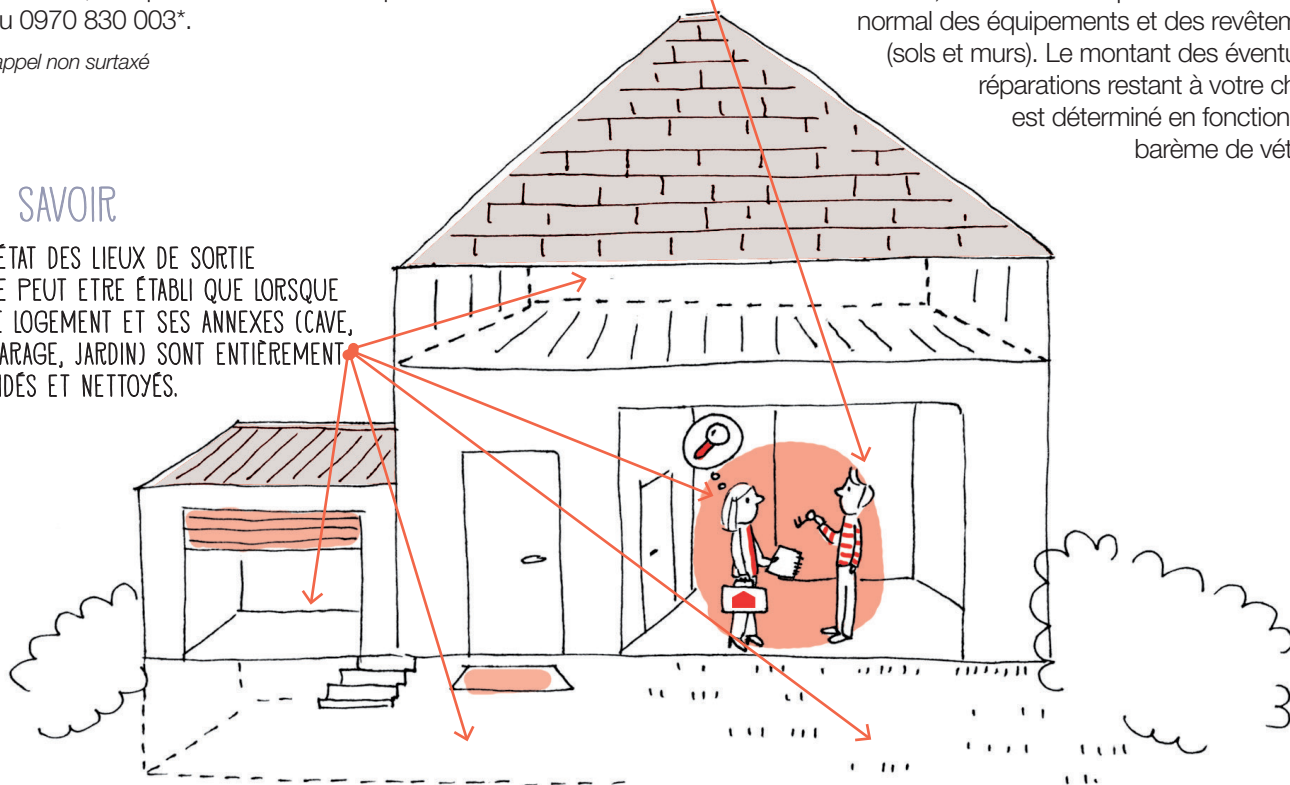 u 0970 830 003*.
appel non surtaxé
normal des équipements et des revêtem
(sols et murs). Le montant des éventu
réparations restant à votre ch
est déterminé en fonction
barème de vét
SAVOIR
ÉTAT DES LIEUX DE SORTIE
E PEUT ETRE ÉTABLI QUE LORSQUE
E LOGEMENT ET SES ANNEXES (CAVE,
ARAGE, JARDIN) SONT ENTIÈREMENT
IDÉS ET NETTOYÉS.